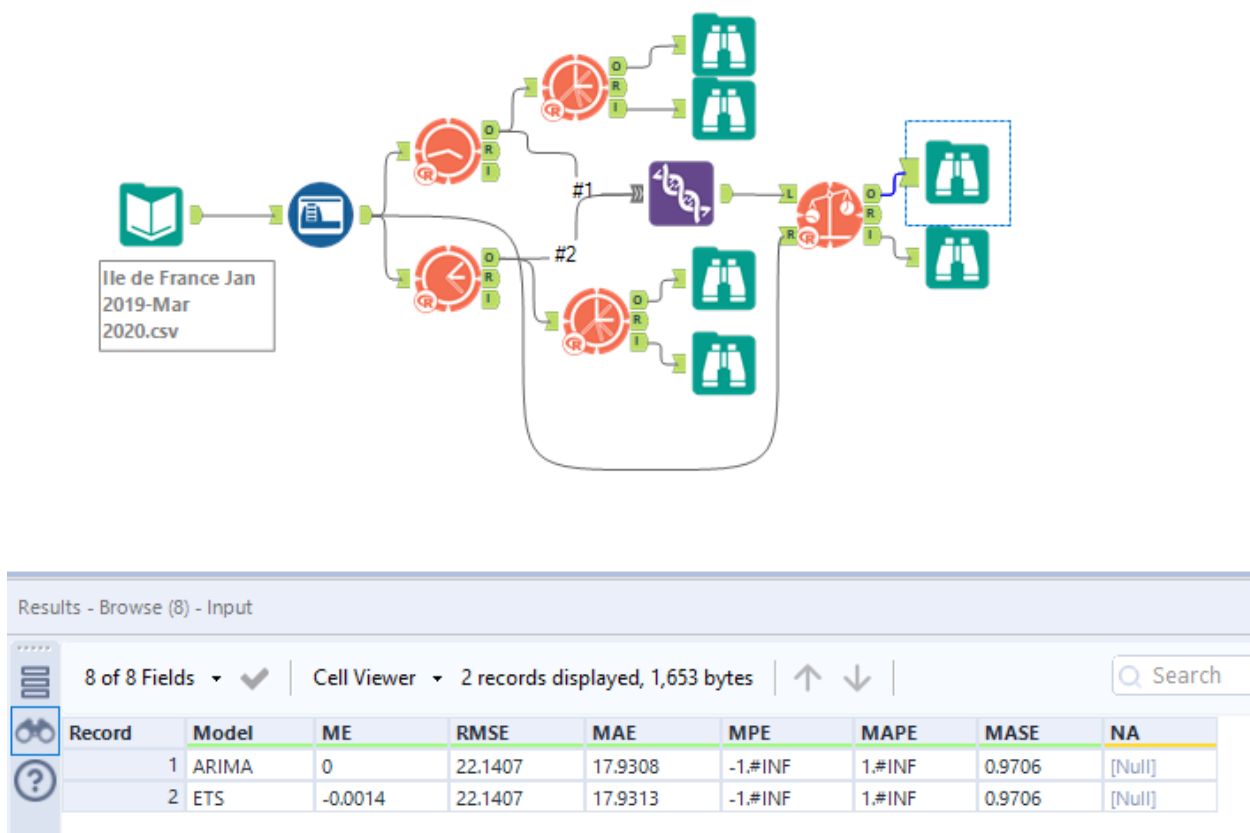 O
R
I
O
R
I
#1
L
R
O
R
I
#2
O
R
I
O
R
I
Ile de France Jan
2019-Mar
2020.csv
Results - Browse (8) - Input
8 of 8 Fields Cell Viewer 2 records displayed, 1,653 bytes Search
Record Model ME RMSE MAE MPE MAPE MASE NA
1 ARIMA 0 22.1407 17.9308 -1.#INF 1.#INF 0.9706 [Null]
2 ETS -0.0014 22.1407 17.9313 -1.#INF 1.#INF 0.9706 [Null]